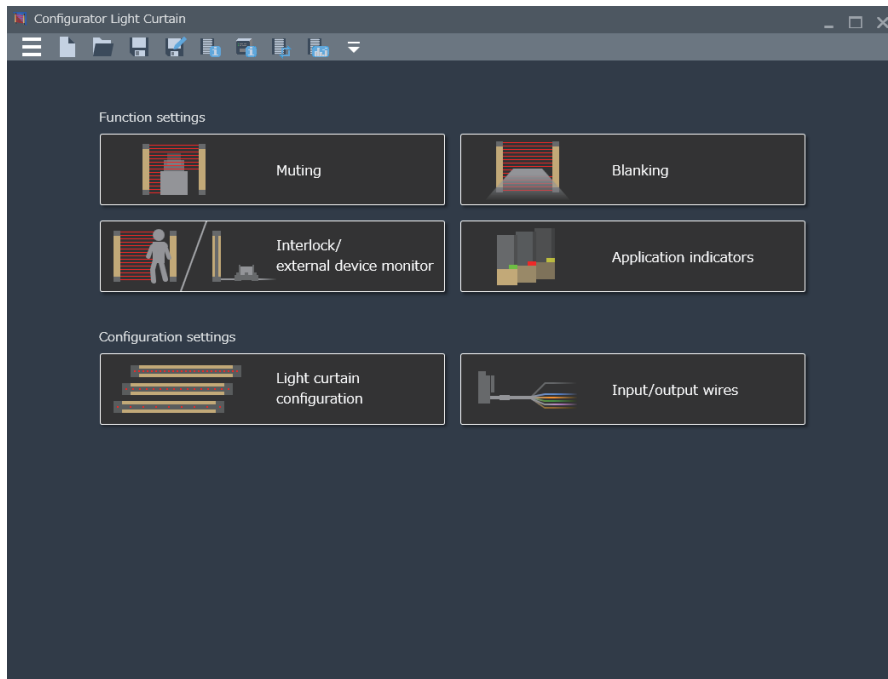 Configurator Light Curtain
Function settings
Muting
Blanking
Interlock/
external device monitor
Application indicators
Configuration settings
Light curtain
configuration
Input/output wires